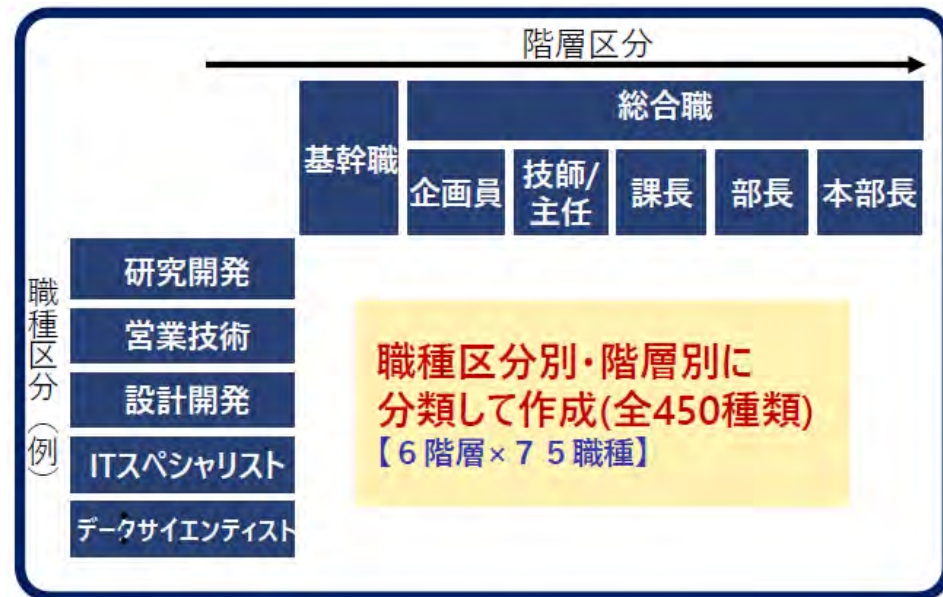 階層区分
総合職
基幹職
企画員
技師/
主任
課長
部長
本部長
職種区分（例）
研究開発
営業技術
設計開発
ITスペシャリスト
データサイエンティスト
職種区分別・階層別に
分類して作成(全450種類)
【６階層×７５職種】